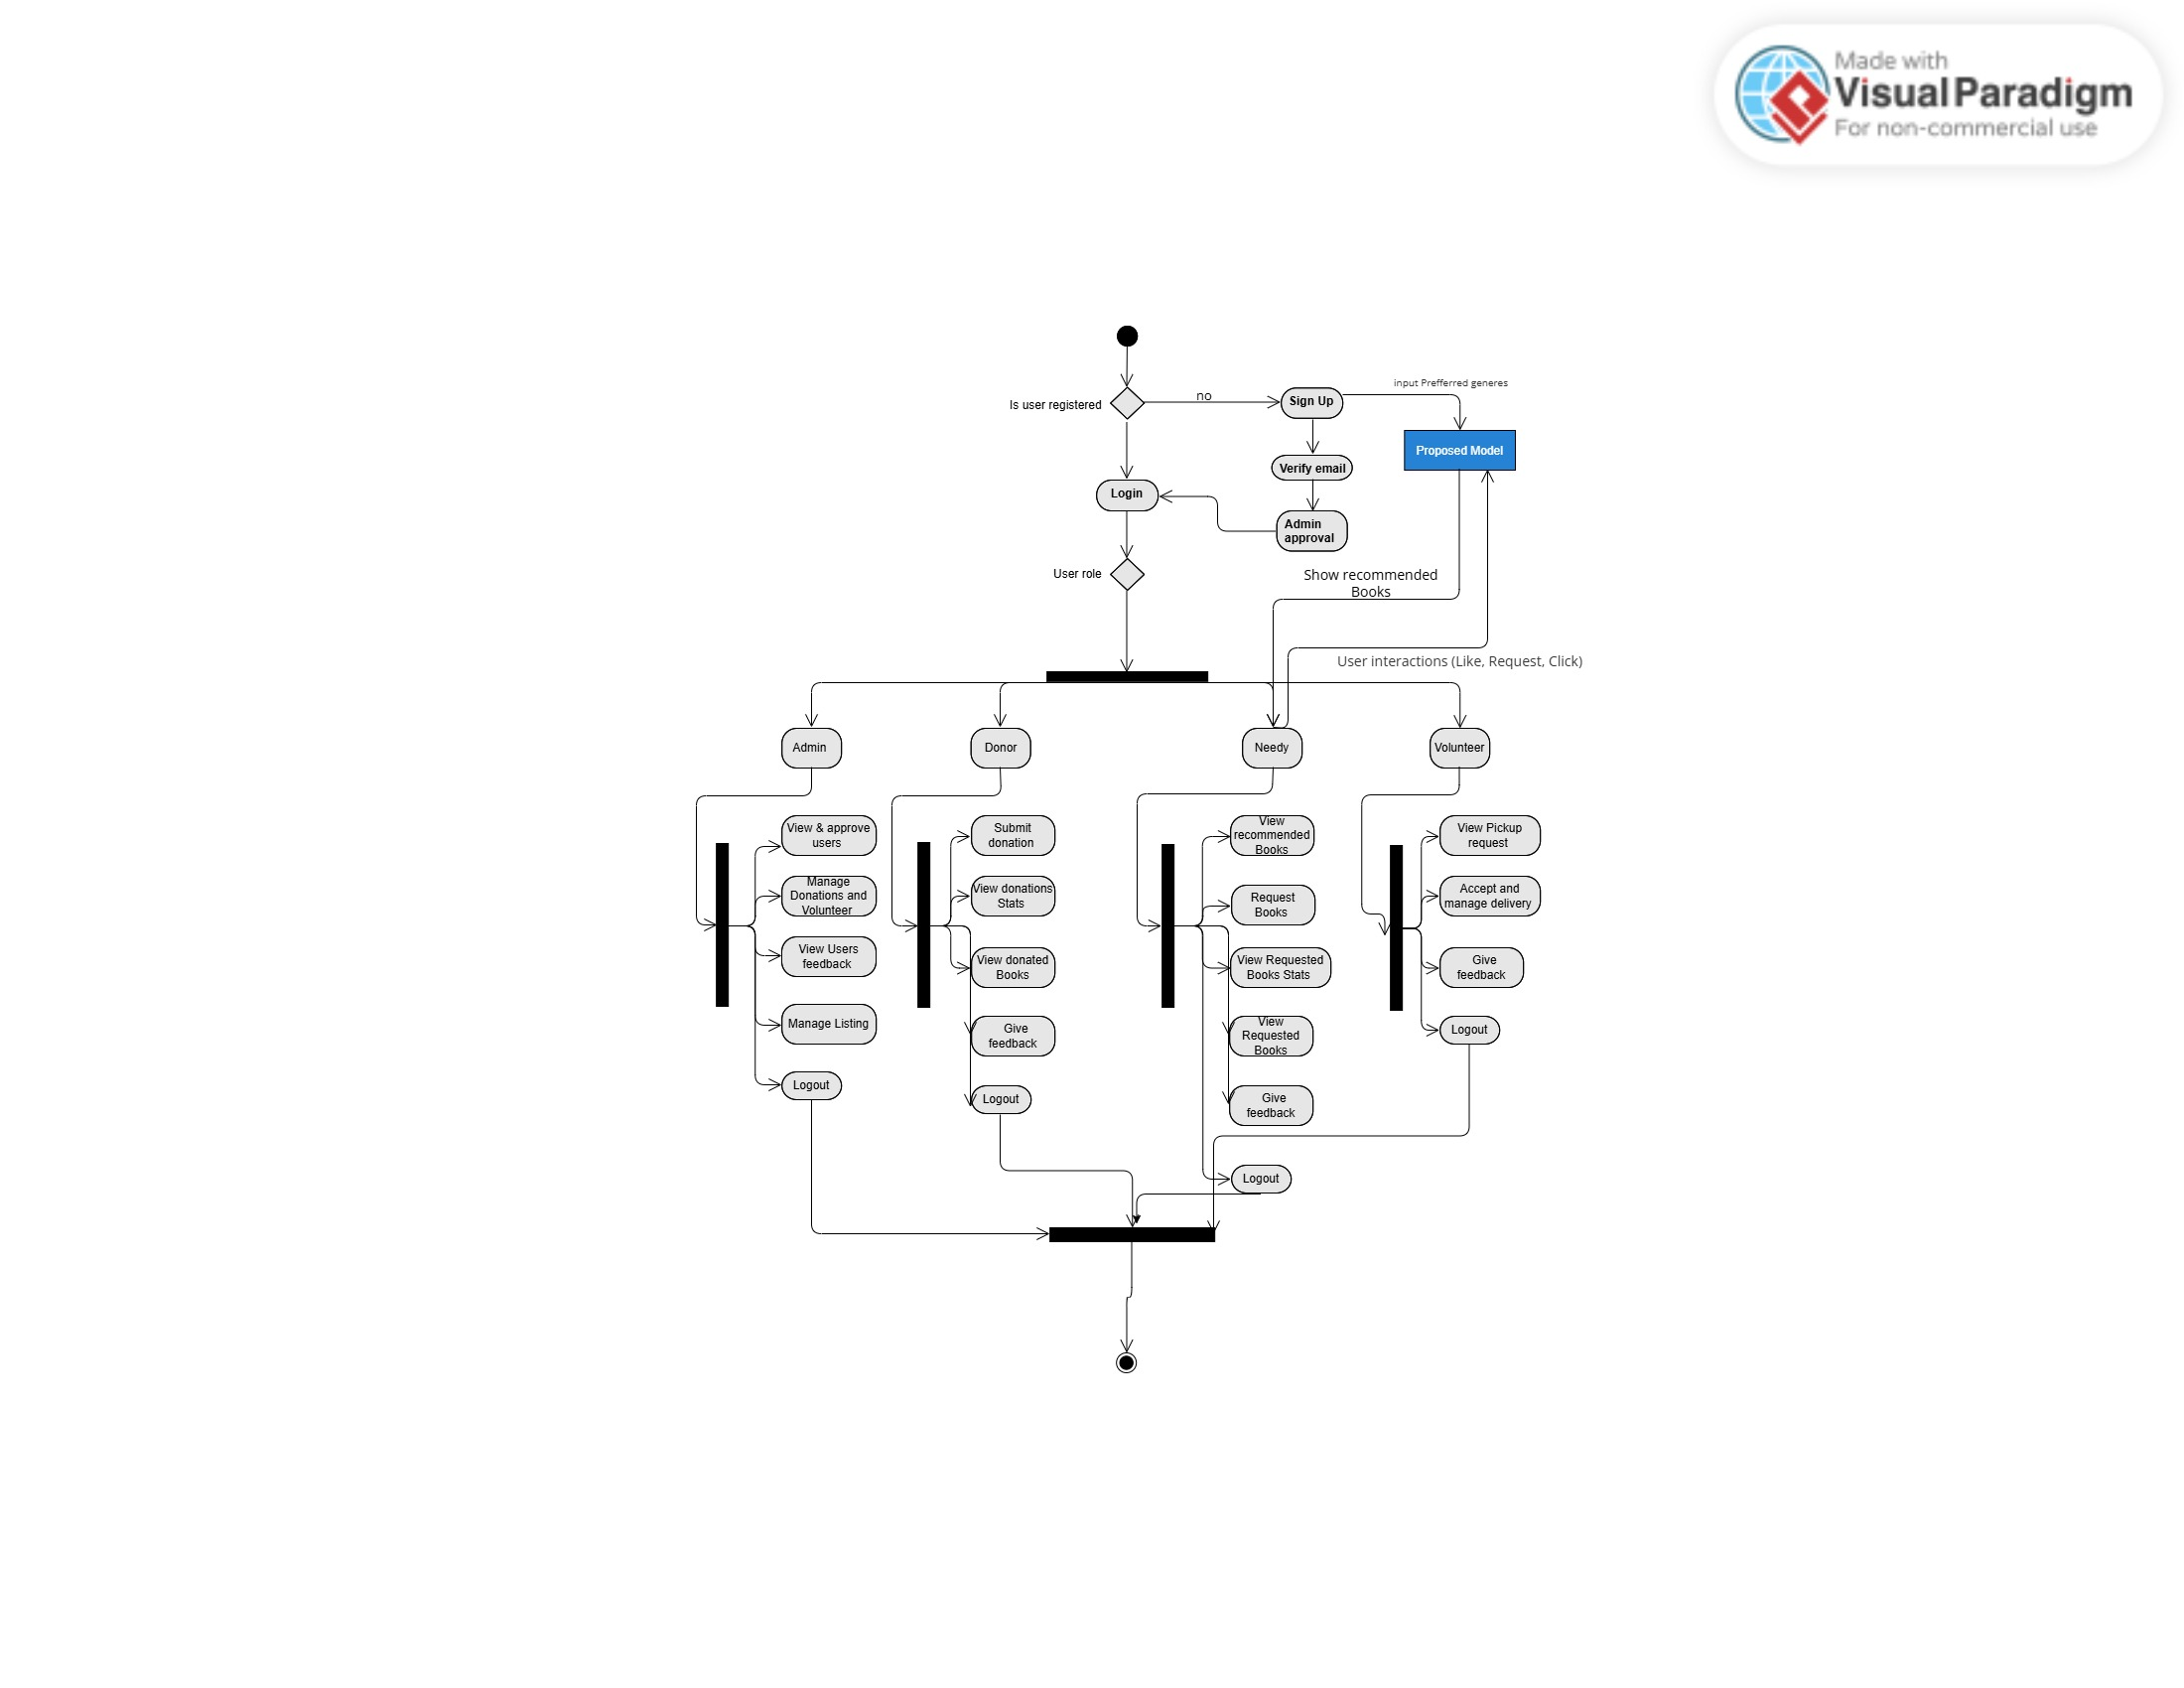 Made with
Visual Paradigm
For non-commercial use
input Prefferred generes
Is user registered
no
Sign Up
Proposed Model
Verify email
Login
Admin
approval
User role
Show recommended
Books
User interactions (Like, Request, Click)
Admin
Donor
Needy
Volunteer
View & approve
users
Manage
Donations and
Volunteer
View Users
feedback
Manage Listing
Logout
Submit
donation
View donations
Stats
View donated
Books
Give
feedback
Logout
View
recommended
Books
Request
Books
View Requested
Books Stats
View
Requested
Books
Give
feedback
Logout
View Pickup
request
Accept and
manage delivery
Give
feedback
Logout